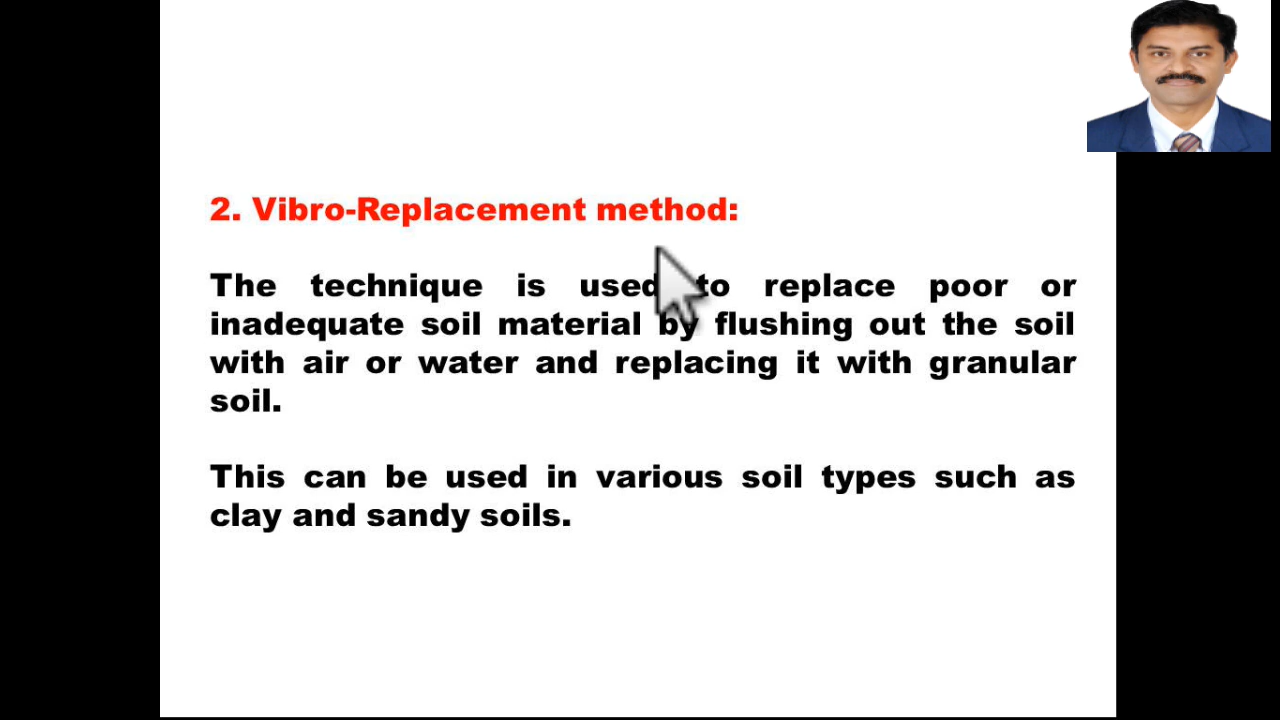 2. Vibro-Replacement method:
The technique is used to replace poor or
inadequate soil material by flushing out the soil
with air or water and replacing it with granular
soil.
This can be used in various soil types such as
clay and sandy soils.